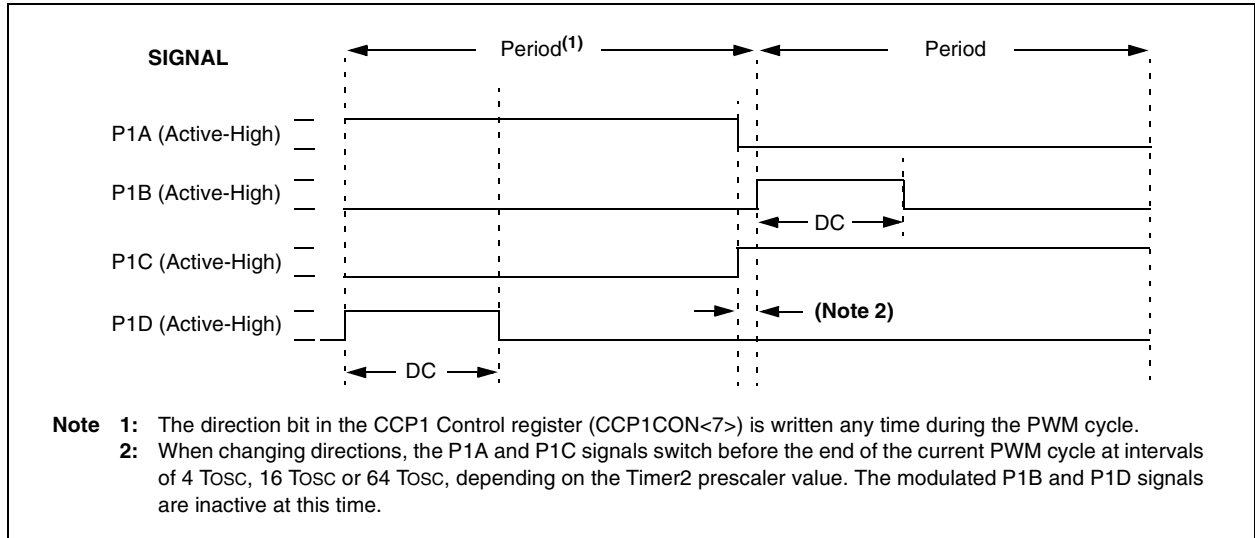 SIGNAL
Period(1)
Period
P1A (Active-High)
P1B (Active-High)
DC
P1C (Active-High)
P1D (Active-High)
(Note 2)
DC
Note 1: The direction bit in the CCP1 Control register (CCP1CON<7>) is written any time during the PWM cycle.
2: When changing directions, the P1A and P1C signals switch before the end of the current PWM cycle at intervals
of 4 TOSC, 16 TOSC or 64 TOSC, depending on the Timer2 prescaler value. The modulated P1B and P1D signals
are inactive at this time.